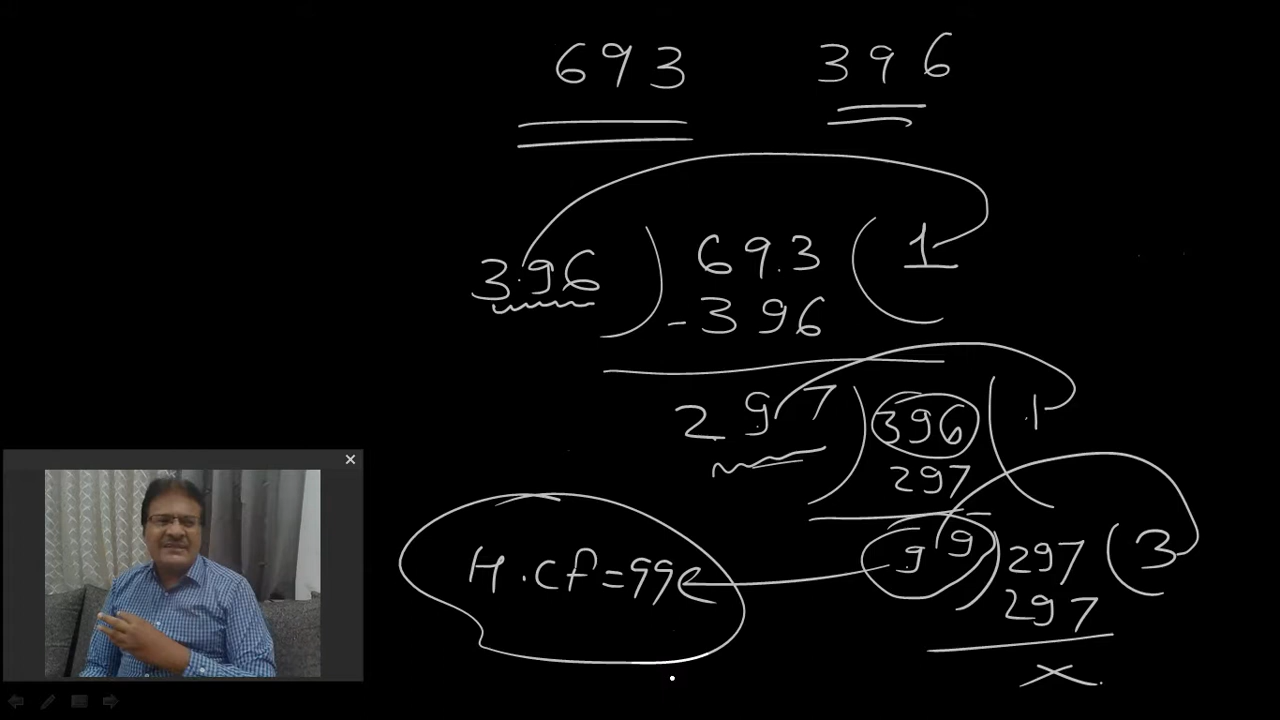 693 396
396 ) 693 ( 1
-396
297 ) 396 ( 1
297
99 ) 297 ( 3
297
x
H.cf=99